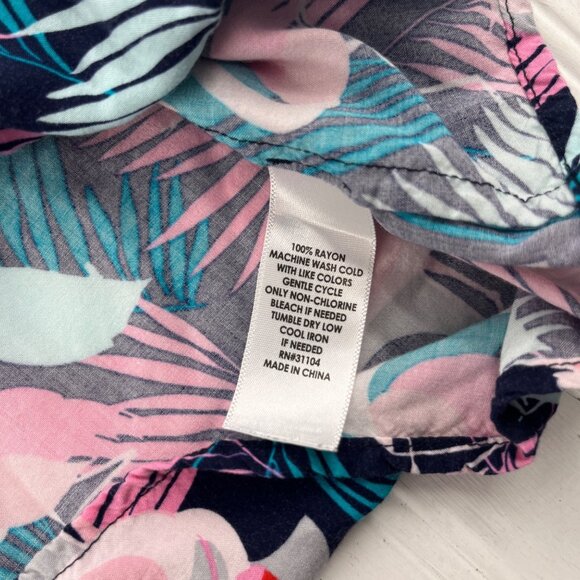 100% RAYON
MACHINE WASH COLD
WITH LIKE COLORS
GENTLE CYCLE
ONLY NON-CHLORINE
BLEACH IF NEEDED
TUMBLE DRY LOW
COOL IRON
IF NEEDED
RN#31104
MADE IN CHINA